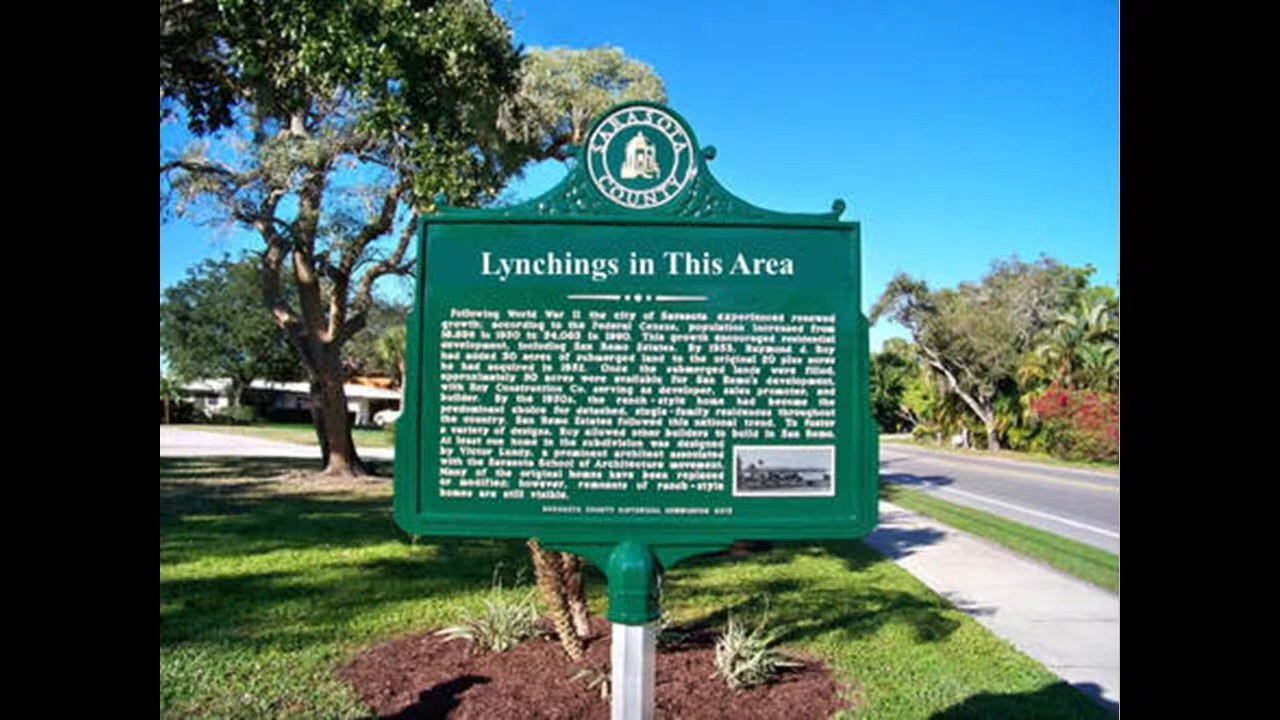 SARASOTA
COUNTY
Lynchings in This Area
Following World War II the city of Sarasota experienced renewed
growth; according to the Federal Census, population increased from
18,896 in 1950 to 34,083 in 1960. This growth encouraged residential
development, including San Remo Estates. By 1955, Raymond J. Roy
had added 30 acres of submerged land to the original 20 plus acres
he had acquired in 1952. Once the submerged lands were filled,
approximately 50 acres were available for San Remo's development,
with Roy Construction Co. serving as developer, sales promoter, and
builder. By the 1950s, the ranch-style home had become the
predominant choice for detached, single-family residences throughout
the country. San Remo Estates followed this national trend. To foster
a variety of designs, Roy allowed other builders to build in San Remo.
At least one home in the subdivision was designed
by Victor Lundy, a prominent architect associated
with the Sarasota School of Architecture movement.
Many of the original homes have been replaced
or modified; however, remnants of ranch-style
homes are still visible.
SARASOTA COUNTY HISTORICAL COMMISSION